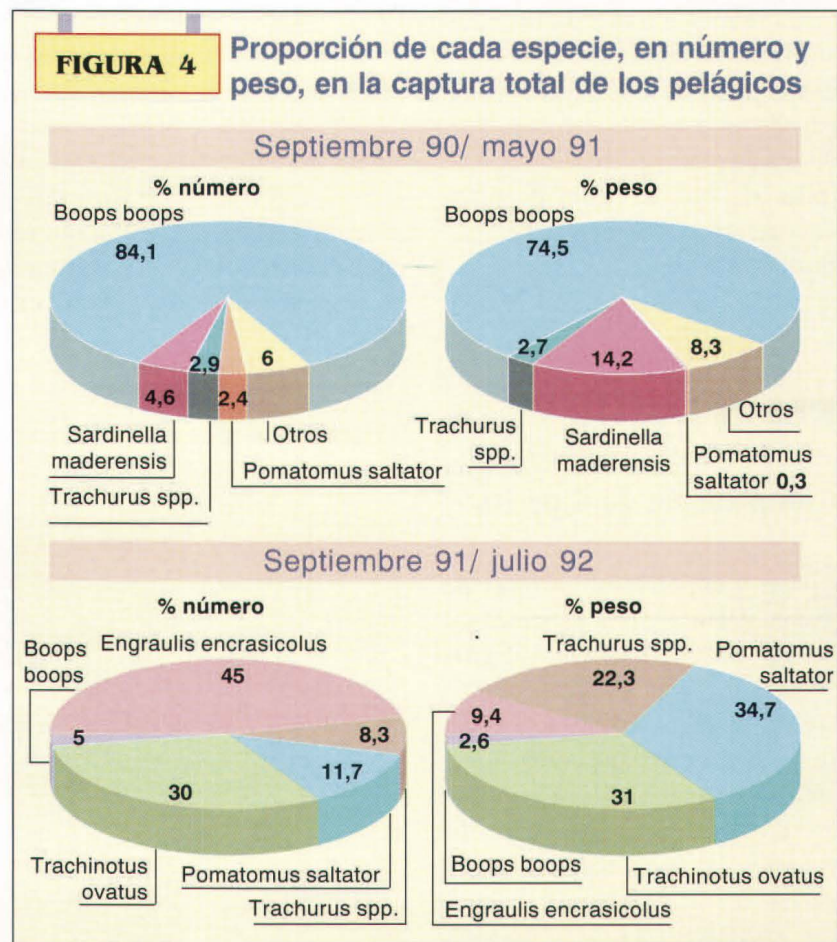 FIGURA 4
Proporción de cada especie, en número y
peso, en la captura total de los pelágicos
Septiembre 90/ mayo 91
% número
Boops boops
84,1
4,6
2,9
2,4
6
Sardinella
maderensis
Trachurus spp.
Pomatomus saltator
Otros
% peso
Boops boops
74,5
2,7
14,2
8,3
Trachurus
spp.
Sardinella
maderensis
Otros
Pomatomus
saltator 0,3
Septiembre 91/ julio 92
% número
Boops
boops
Engraulis encrasicolus
45
5
8,3
11,7
30
Trachinotus
ovatus
Pomatomus saltator
Trachurus spp.
% peso
Trachurus spp.
Pomatomus
saltator
22,3
34,7
9,4
2,6
31
Boops boops
Trachinotus ovatus
Engraulis encrasicolus